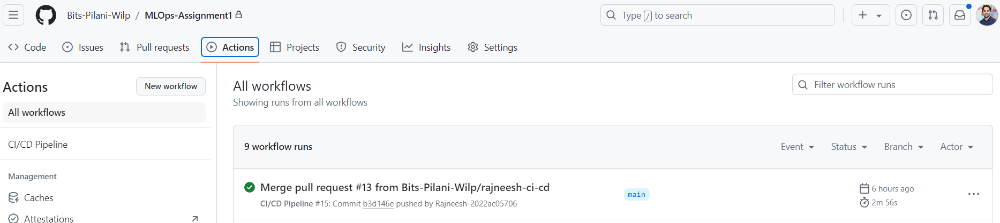 Bits-Pilani-Wilp / MLOps-Assignment1
Type / to search
Code Issues Pull requests Actions Projects Security Insights Settings
Actions
New workflow
All workflows
CI/CD Pipeline
Management
Caches
Attestations
All workflows
Showing runs from all workflows
Filter workflow runs
9 workflow runs
Event Status Branch Actor
Merge pull request #13 from Bits-Pilani-Wilp/rajneesh-ci-cd
CI/CD Pipeline #15: Commit b3d146e pushed by Rajneesh-2022ac05706
main
6 hours ago
2m 56s